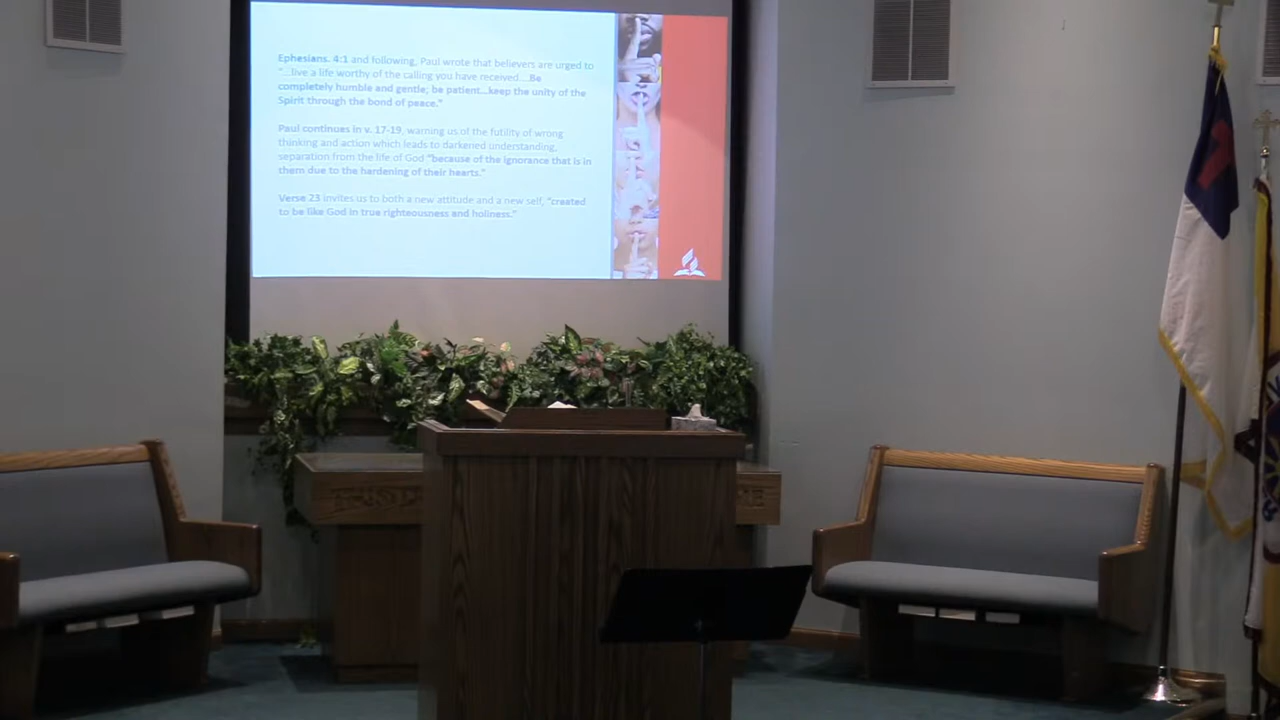 Ephesians. 4:1 and following, Paul wrote that believers are urged to
"...live a life worthy of the calling you have received....Be
completely humble and gentle; be patient...keep the unity of the
Spirit through the bond of peace."
Paul continues in v. 17-19, warning us of the futility of wrong
thinking and action which leads to darkened understanding,
separation from the life of God "because of the ignorance that is in
them due to the hardening of their hearts."
Verse 23 invites us to both a new attitude and a new self, "created
to be like God in true righteousness and holiness."